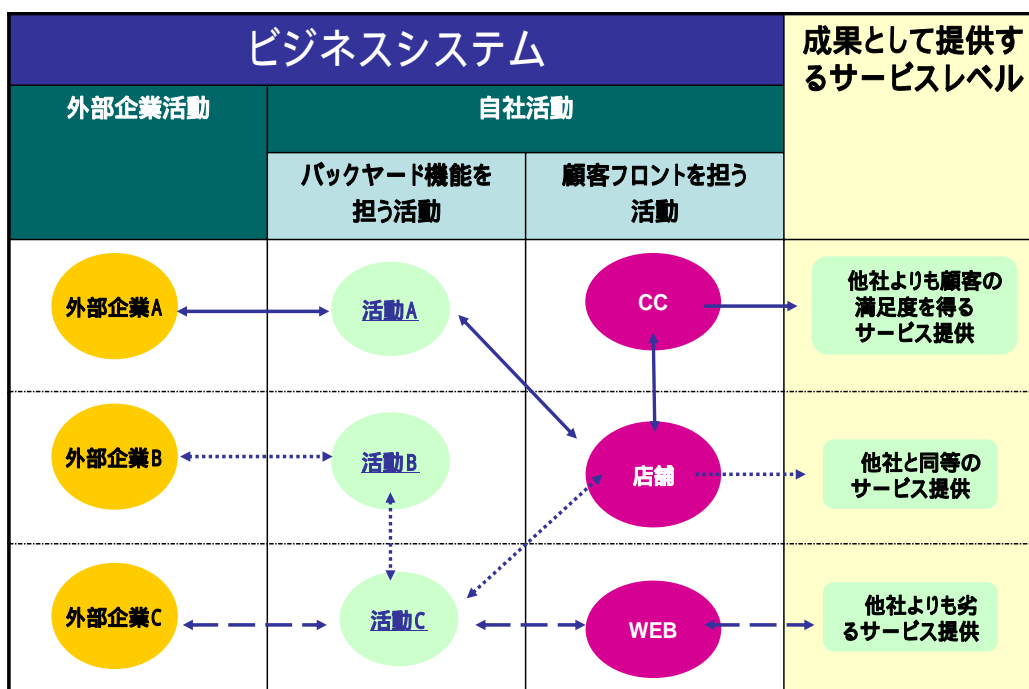 ビジネスシステム
成果として提供す
るサービスレベル
外部企業活動
自社活動
バックヤード機能を
担う活動
顧客フロントを担う
活動
外部企業A
活動A
CC
他社よりも顧客の
満足度を得る
サービス提供
外部企業B
活動B
店舗
他社と同等の
サービス提供
外部企業C
活動C
WEB
他社よりも劣
るサービス提供